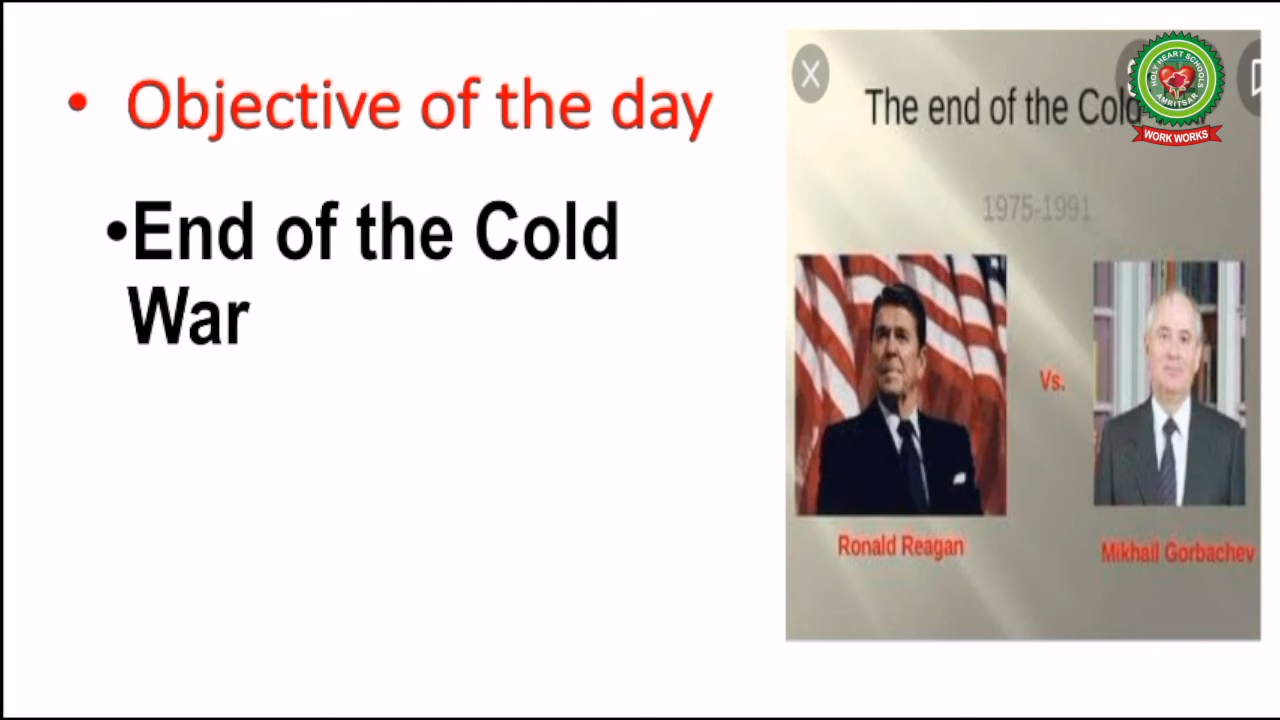 • Objective of the day
•End of the Cold
War
The end of the Cold
1975-1991
Vs.
Ronald Reagan
Mikhail Gorbachev
HOLY HEART SCHOOLS
AMRITSAR
WORK WORKS